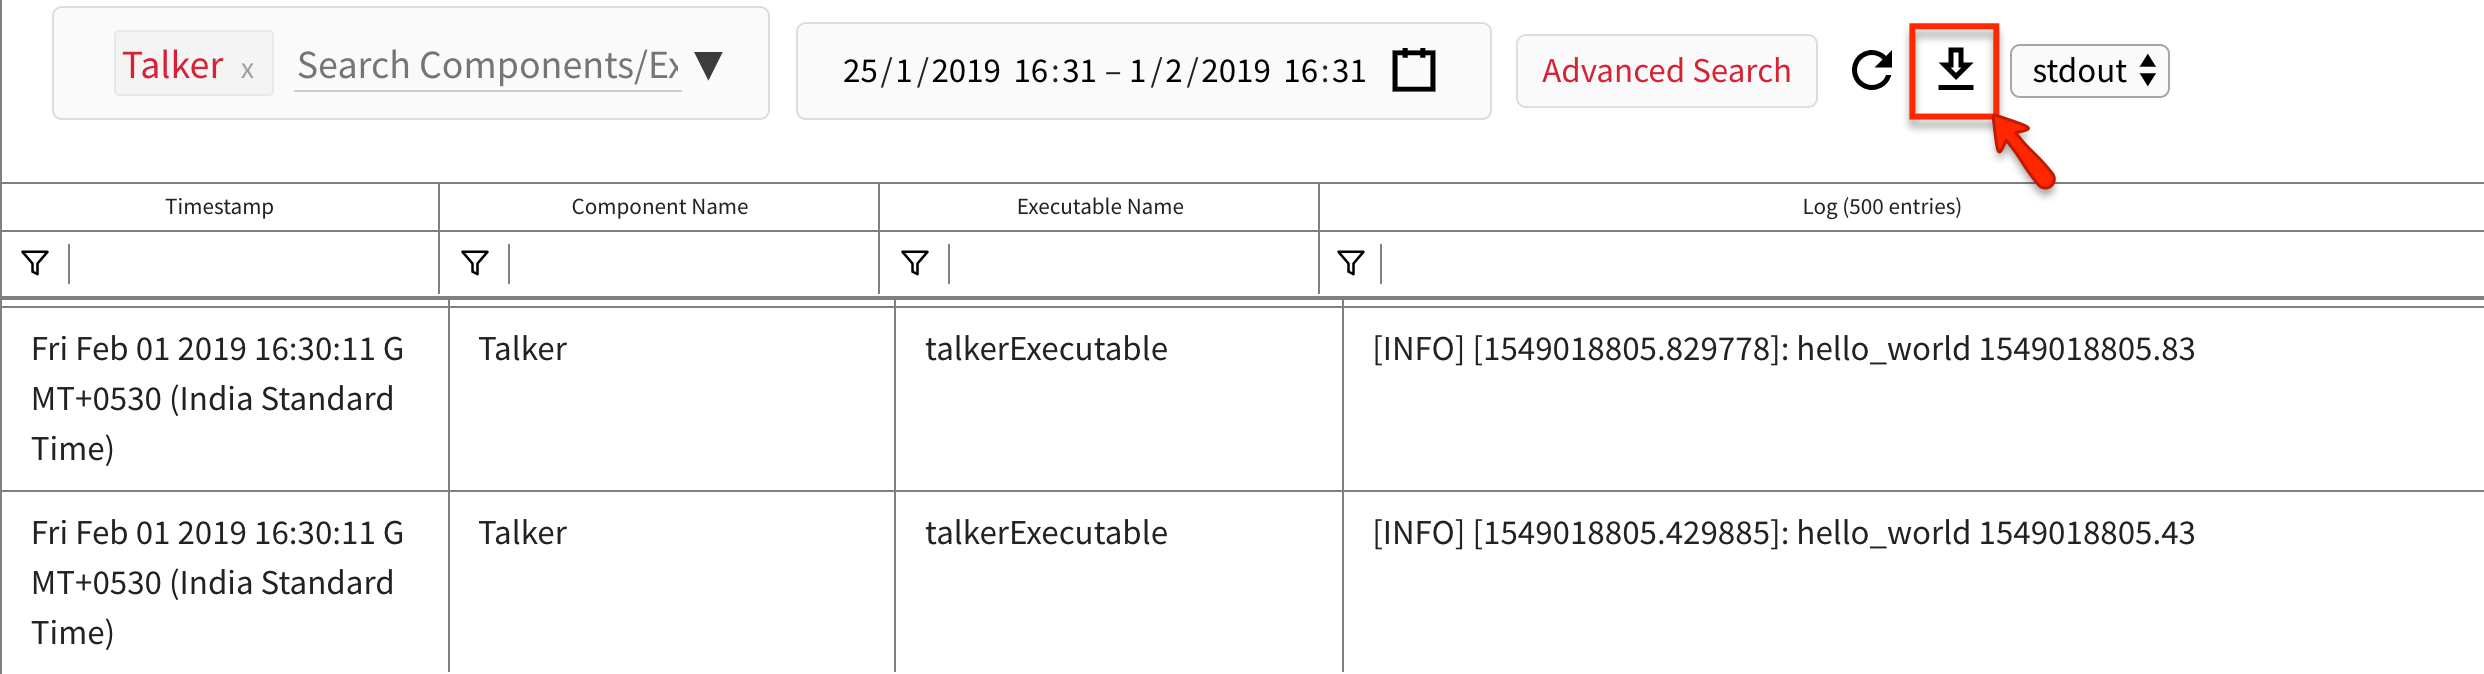 Talker x Search Components/Ex 25/1/2019 16:31 – 1/2/2019 16:31 Advanced Search stdout
Timestamp Component Name Executable Name Log (500 entries)
Fri Feb 01 2019 16:30:11 G Talker talkerExecutable [INFO] [1549018805.829778]: hello_world 1549018805.83
MT+0530 (India Standard
Time)
Fri Feb 01 2019 16:30:11 G Talker talkerExecutable [INFO] [1549018805.429885]: hello_world 1549018805.43
MT+0530 (India Standard
Time)